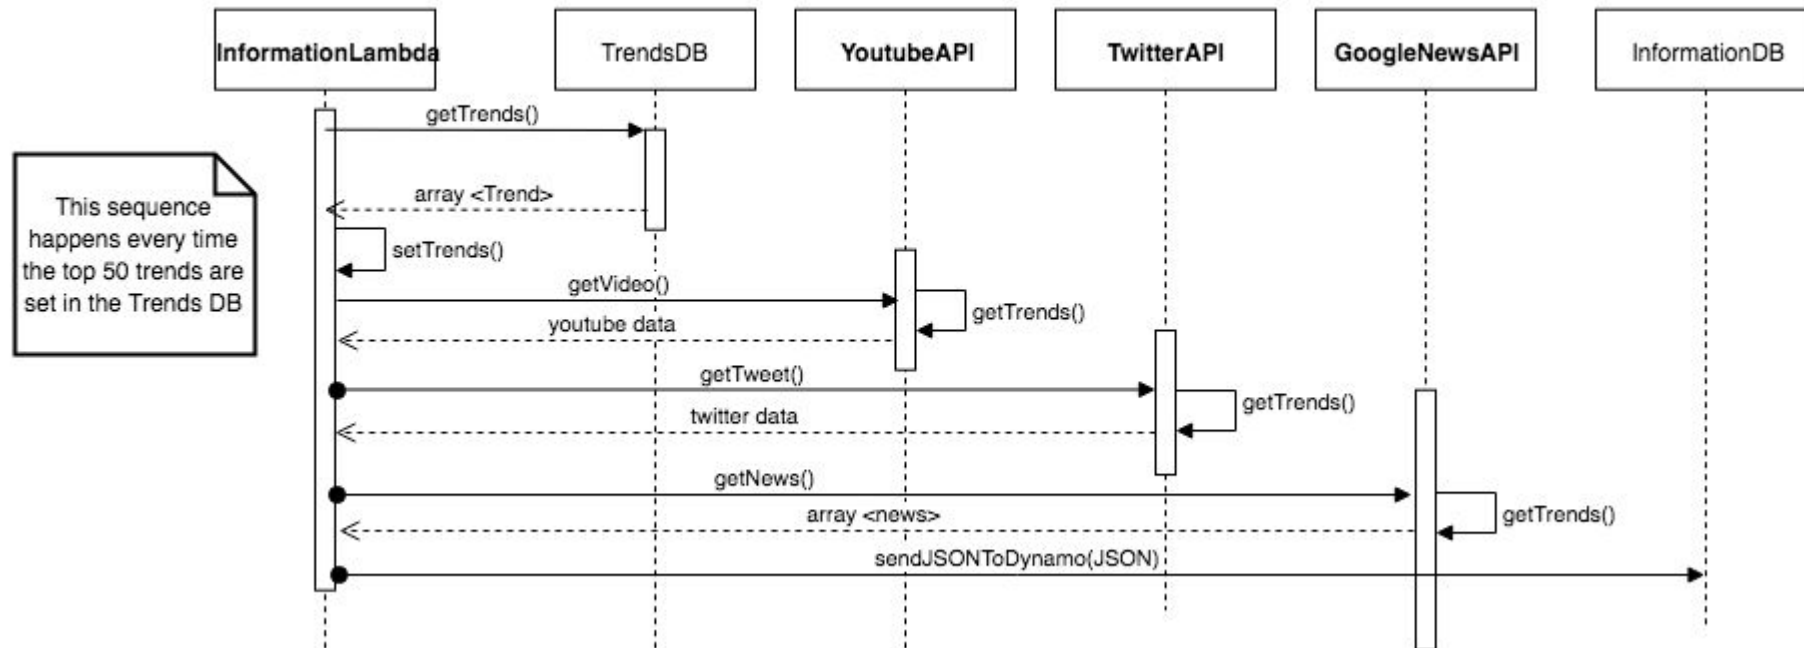 InformationLambda
TrendsDB
YoutubeAPI
TwitterAPI
GoogleNewsAPI
InformationDB
getTrends()
array <Trend>
This sequence
happens every time
the top 50 trends are
set in the Trends DB
setTrends()
getVideo()
getTrends()
youtube data
getTweet()
getTrends()
twitter data
getNews()
getTrends()
array <news>
sendJSONToDynamo(JSON)